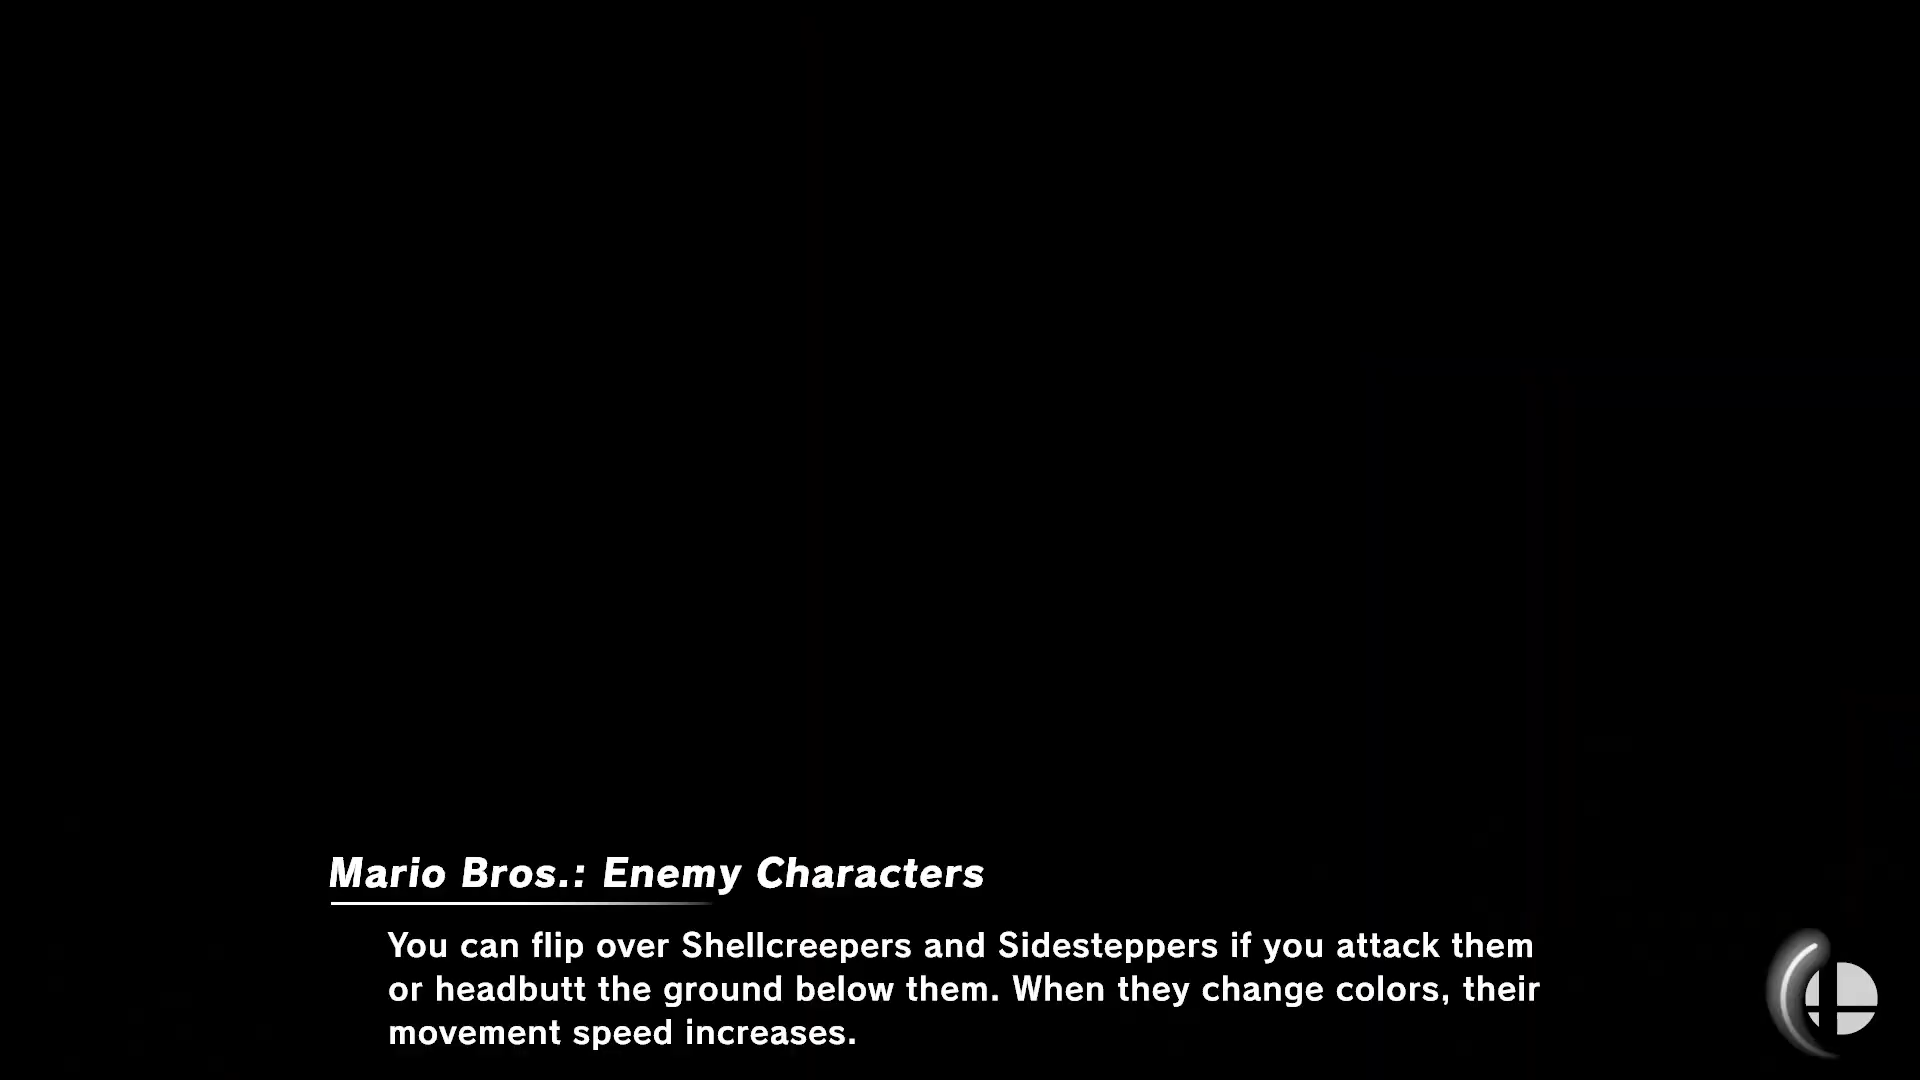 Mario Bros.: Enemy Characters
You can flip over Shellcreepers and Sidesteppers if you attack them
or headbutt the ground below them. When they change colors, their
movement speed increases.